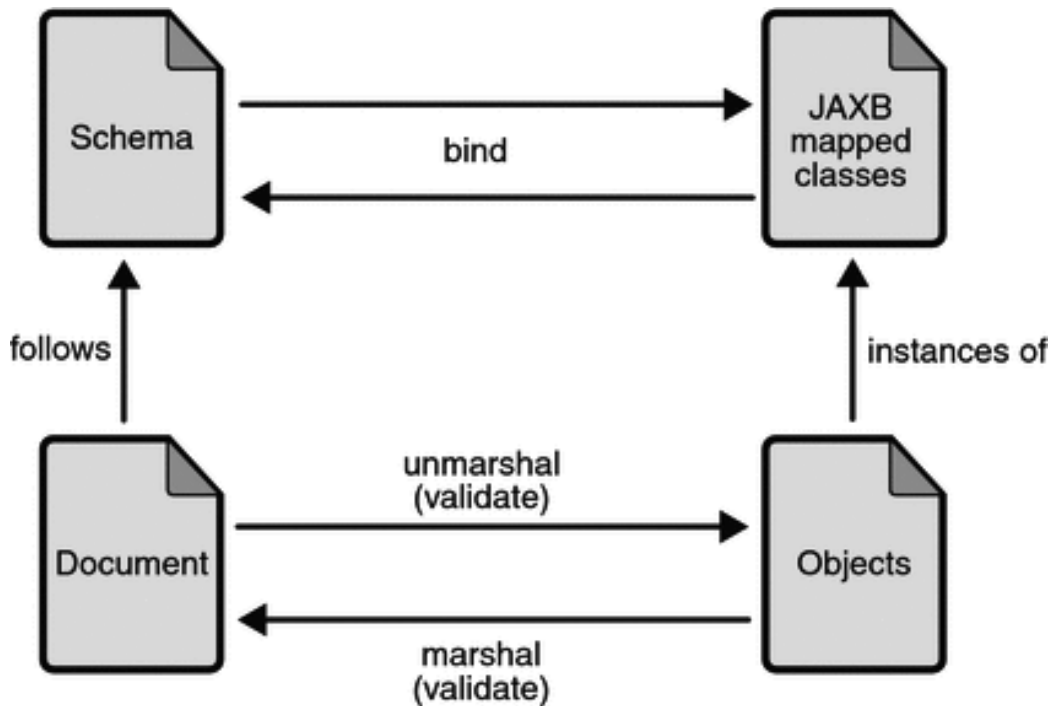 Schema
bind
JAXB
mapped
classes
follows
instances of
unmarshal
(validate)
Document
Objects
marshal
(validate)